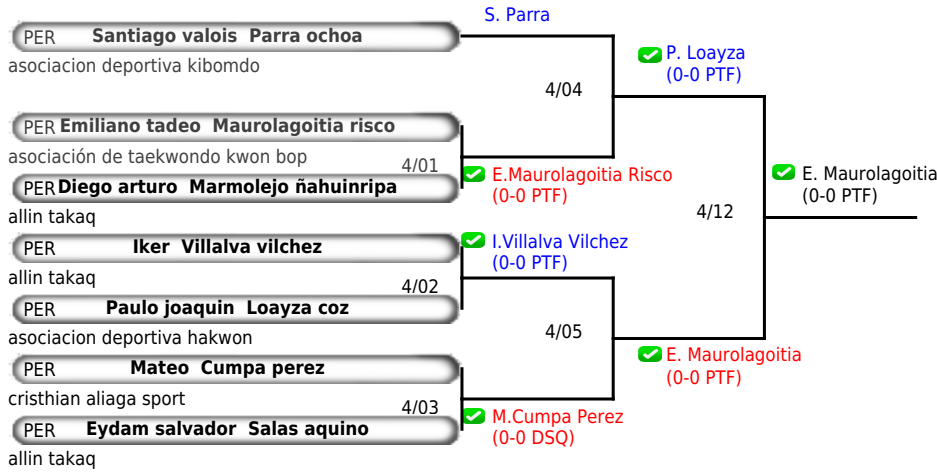 S. Parra
PER Santiago valois Parra ochoa
asociacion deportiva kibomdo
P. Loayza
(0-0 PTF)
4/04
PER Emiliano tadeo Maurolagoitia risco
asociación de taekwondo kwon bop
4/01
E.Maurolagoitia Risco
(0-0 PTF)
PER Diego arturo Marmolejo ñahuinripa
allin takaq
E. Maurolagoitia
(0-0 PTF)
4/12
PER Iker Villalva vilchez
allin takaq
I.Villalva Vilchez
(0-0 PTF)
4/02
PER Paulo joaquin Loayza coz
asociacion deportiva hakwon
4/05
E. Maurolagoitia
(0-0 PTF)
PER Mateo Cumpa perez
cristhian aliaga sport
4/03
M.Cumpa Perez
(0-0 DSQ)
PER Eydam salvador Salas aquino
allin takaq